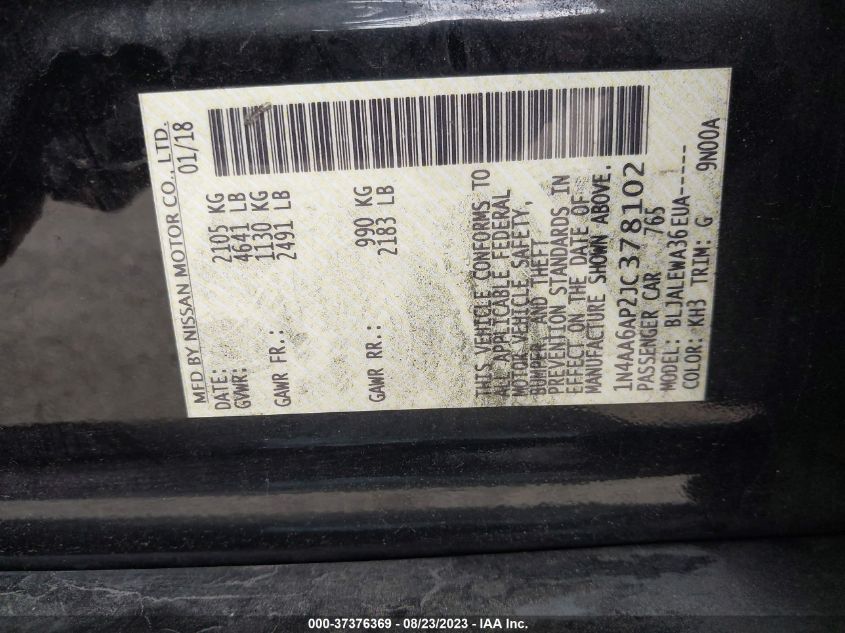 MFD BY NISSAN MOTOR CO., LTD.
DATE: 01/18
GVWR: 2105 KG
4641 LB
GAWR FR.: 1130 KG
2491 LB
GAWR RR.: 990 KG
2183 LB
THIS VEHICLE CONFORMS TO
ALL APPLICABLE FEDERAL
MOTOR VEHICLE SAFETY,
BUMPER, AND THEFT
PREVENTION STANDARDS IN
EFFECT ON THE DATE OF
MANUFACTURE SHOWN ABOVE.
1N4AA6AP2JC378102
PASSENGER CAR 765
MODEL: BLJALEWA36EUA-----
COLOR: KH3 TRIM: G 9N00A
000-37376369 - 08/23/2023 - IAA Inc.